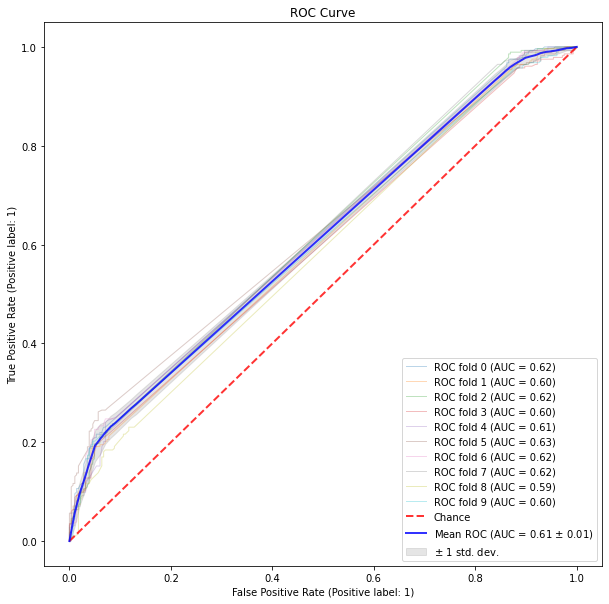 ROC Curve
True Positive Rate (Positive label: 1)
1.0
0.8
0.6
0.4
0.2
0.0
ROC fold 0 (AUC = 0.62)
ROC fold 1 (AUC = 0.60)
ROC fold 2 (AUC = 0.62)
ROC fold 3 (AUC = 0.60)
ROC fold 4 (AUC = 0.61)
ROC fold 5 (AUC = 0.63)
ROC fold 6 (AUC = 0.62)
ROC fold 7 (AUC = 0.62)
ROC fold 8 (AUC = 0.59)
ROC fold 9 (AUC = 0.60)
Chance
Mean ROC (AUC = 0.61 ± 0.01)
± 1 std. dev.
0.0 0.2 0.4 0.6 0.8 1.0
False Positive Rate (Positive label: 1)